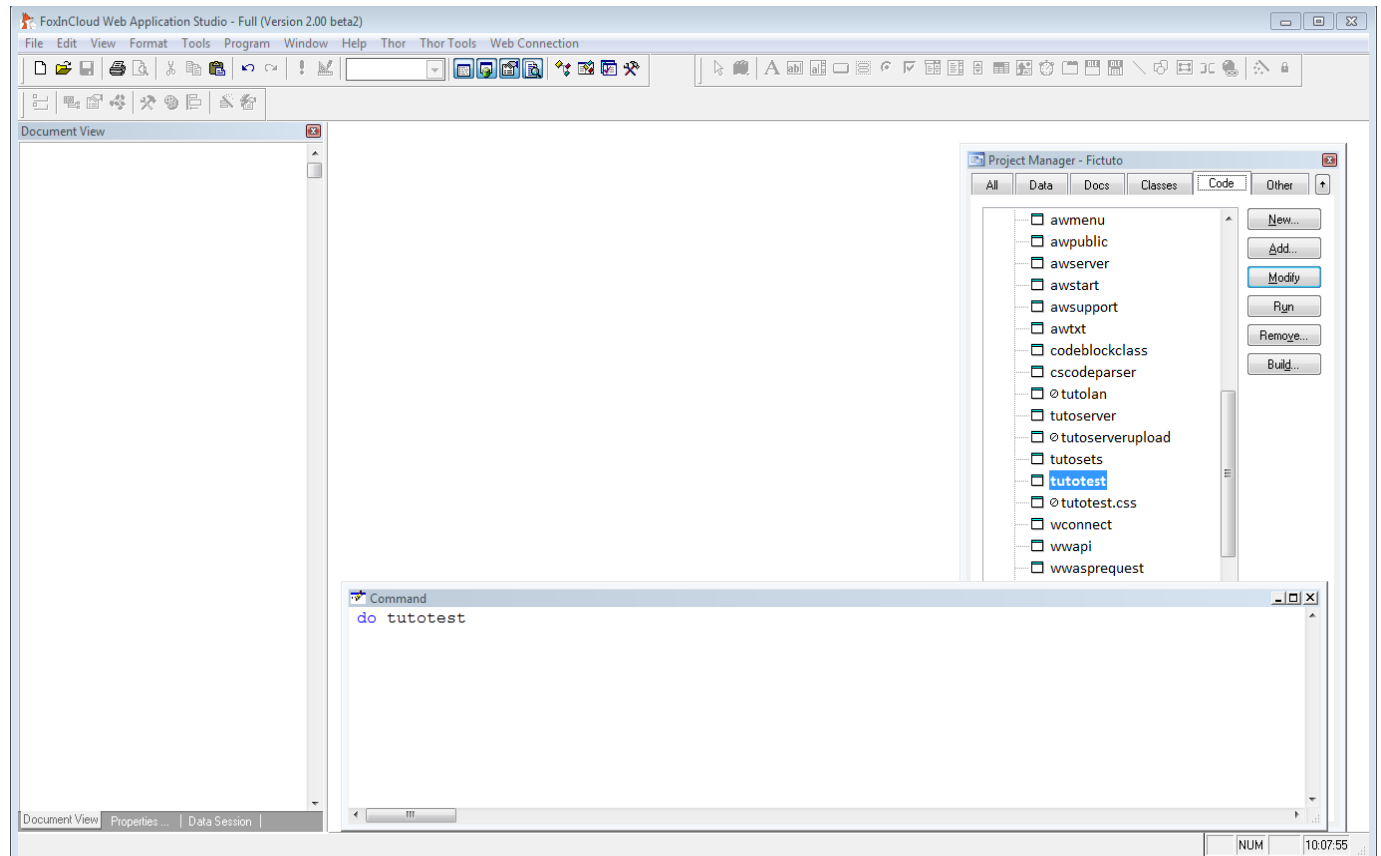 FoxInCloud Web Application Studio - Full (Version 2.00 beta2)
File Edit View Format Tools Program Window Help Thor Thor Tools Web Connection
Document View
Project Manager - Fictuto
All Data Docs Classes Code Other
awmenu
New...
awpublic
Add...
awserver
awstart
Modify
awsupport
Run
awtxt
Remove...
codeblockclass
cscodeparser
Build...
tutolan
tutoserver
tutoserverupload
tutosets
tutotest
tutotest.css
wconnect
wwapi
wwasprequest
Command
do tutotest
Document View Properties ... Data Session
NUM 10:07:55